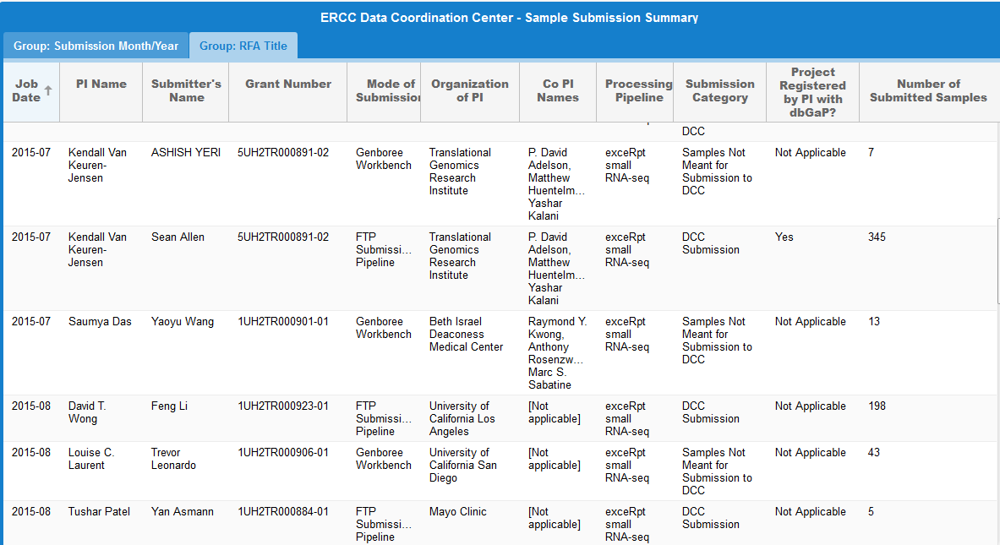 ERCC Data Coordination Center - Sample Submission Summary
Group: Submission Month/Year Group: RFA Title
Job Date ↑ PI Name Submitter's Name Grant Number Mode of Submission Organization of PI Co PI Names Processing Pipeline Submission Category Project Registered by PI with dbGaP? Number of Submitted Samples
DCC
2015-07 Kendall Van ASHISH YERI 5UH2TR000891-02 Genboree Translational P. David exceRpt Samples Not Not Applicable 7
Keuren- Workbench Genomics Adelson, small Meant for
Jensen Research Matthew RNA-seq Submission to
Institute Huentelm... DCC
Yashar
Kalani
2015-07 Kendall Van Sean Allen 5UH2TR000891-02 FTP Translational P. David exceRpt DCC Yes 345
Keuren- Submissi... Genomics Adelson, small Submission
Jensen Pipeline Research Matthew RNA-seq
Institute Huentelm...
Yashar
Kalani
2015-07 Saumya Das Yaoyu Wang 1UH2TR000901-01 Genboree Beth Israel Raymond Y. exceRpt Samples Not Not Applicable 13
Workbench Deaconess Kwong, small Meant for
Medical Center Anthony RNA-seq Submission to
Rosenzw... DCC
Marc S.
Sabatine
2015-08 David T. Feng Li 1UH2TR000923-01 FTP University of [Not exceRpt DCC Not Applicable 198
Wong Submissi... California Los applicable] small Submission
Pipeline Angeles RNA-seq
2015-08 Louise C. Trevor 1UH2TR000906-01 Genboree University of [Not exceRpt Samples Not Not Applicable 43
Laurent Leonardo Workbench California San applicable] small Meant for
Diego RNA-seq Submission to
DCC
2015-08 Tushar Patel Yan Asmann 1UH2TR000884-01 FTP Mayo Clinic [Not exceRpt DCC Not Applicable 5
Submissi... applicable] small Submission
Pipeline RNA-seq